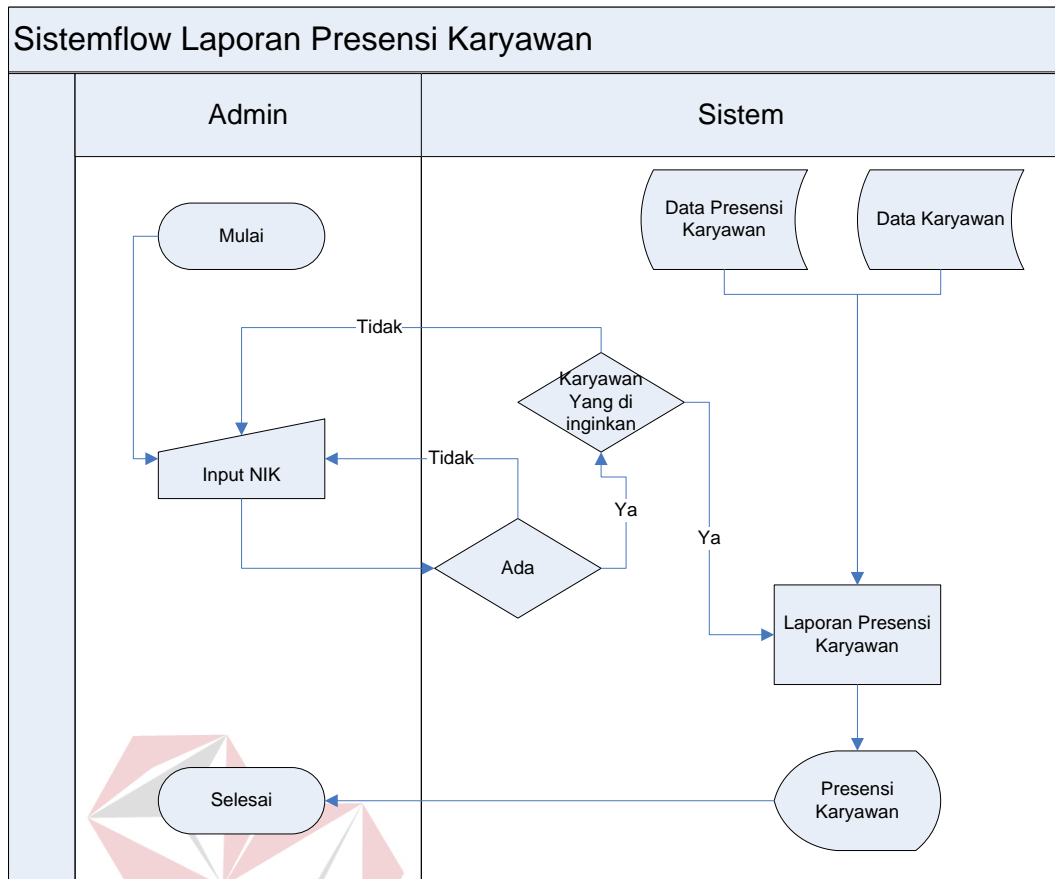 Sistemflow Laporan Presensi Karyawan
Admin
Sistem
Mulai
Data Presensi
Karyawan
Data Karyawan
Tidak
Karyawan
Yang di
inginkan
Input NIK
Tidak
Ya
Ya
Ada
Laporan Presensi
Karyawan
Selesai
Presensi
Karyawan